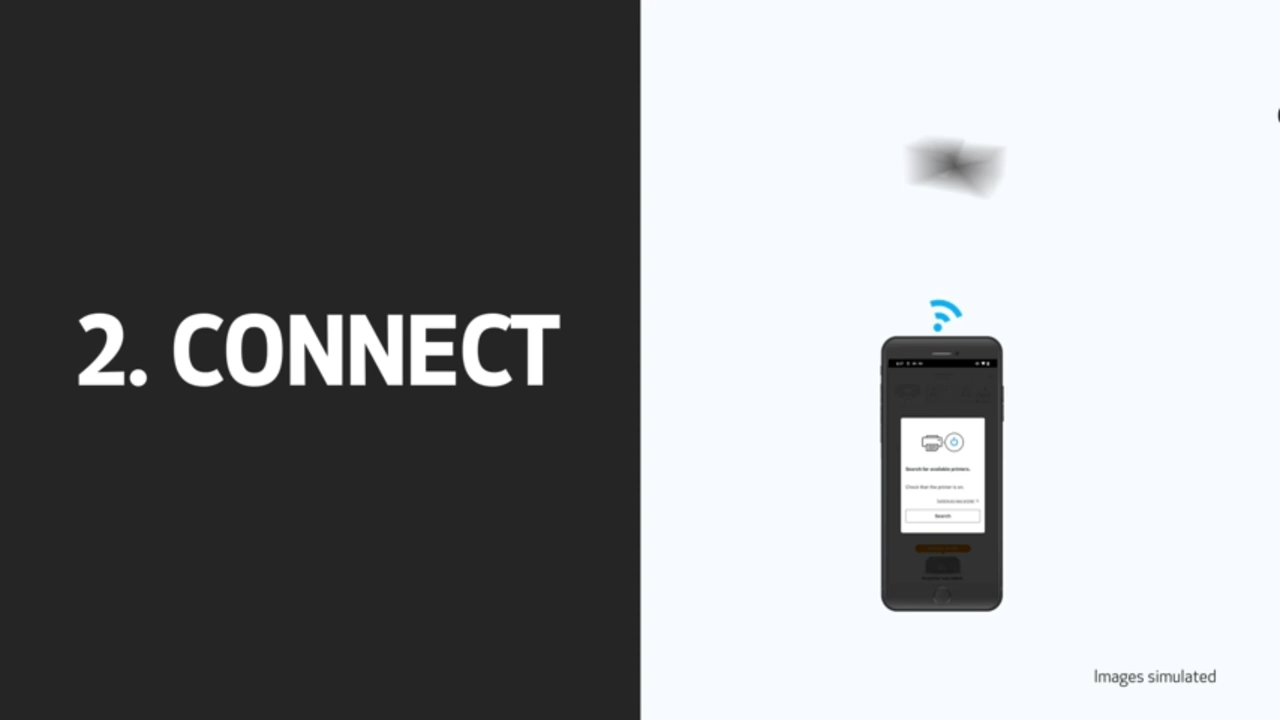 2. CONNECT
Search for available printers.
Check that the printer is on.
Search
Images simulated